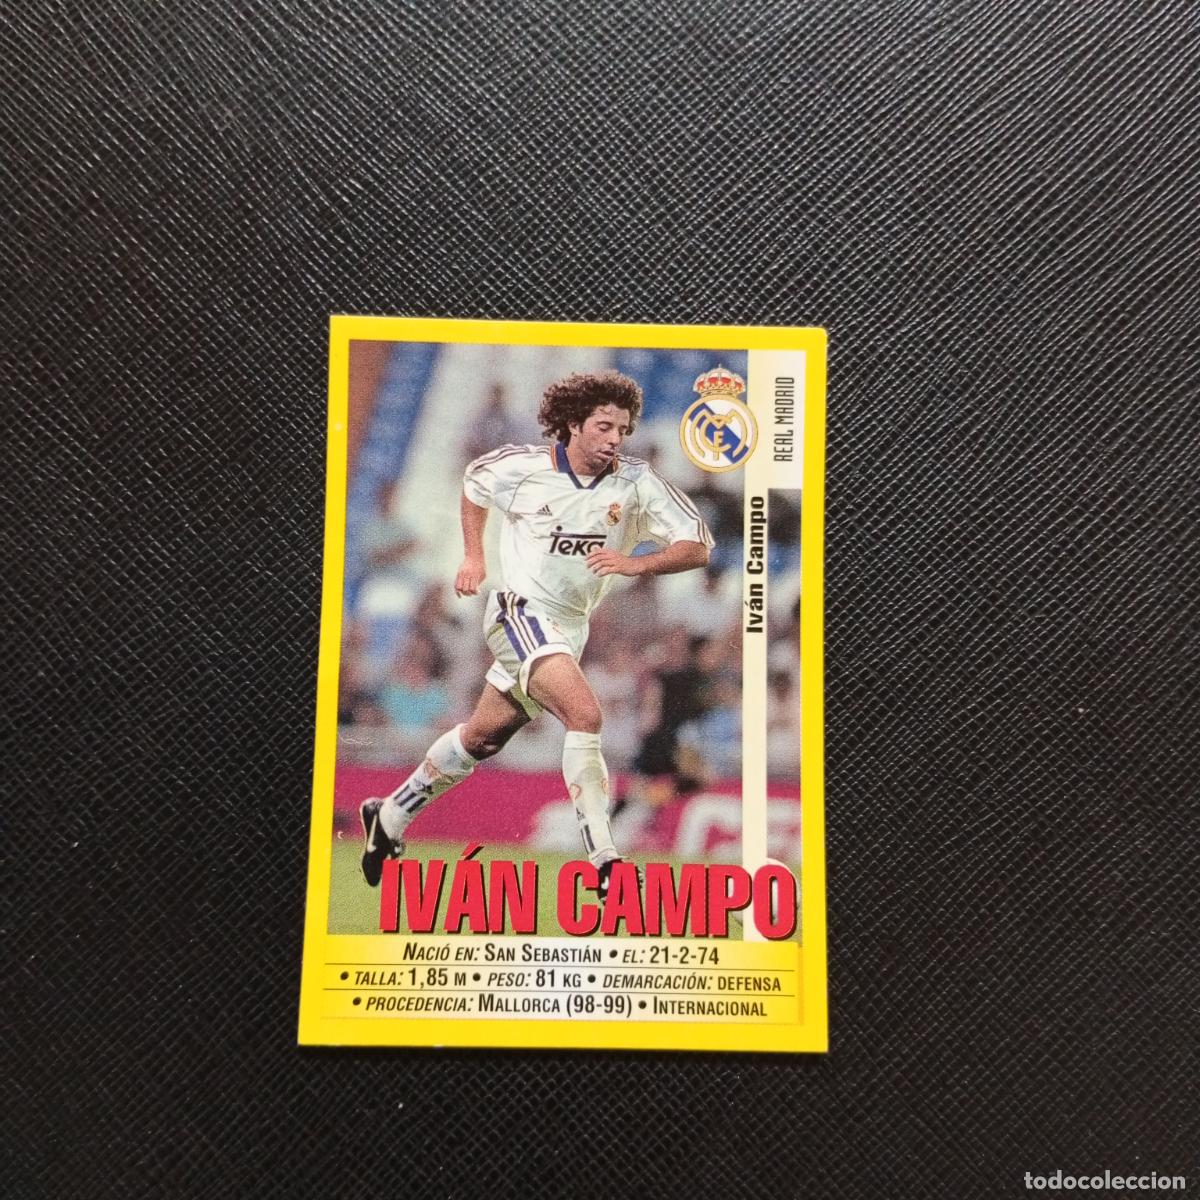 REAL MADRID
Iván Campo
adidas
Teka
IVÁN CAMPO
NACIÓ EN: SAN SEBASTIÁN • EL: 21-2-74
• TALLA: 1,85 M • PESO: 81 KG • DEMARCACIÓN: DEFENSA
• PROCEDENCIA: MALLORCA (98-99) • INTERNACIONAL
todocoleccion